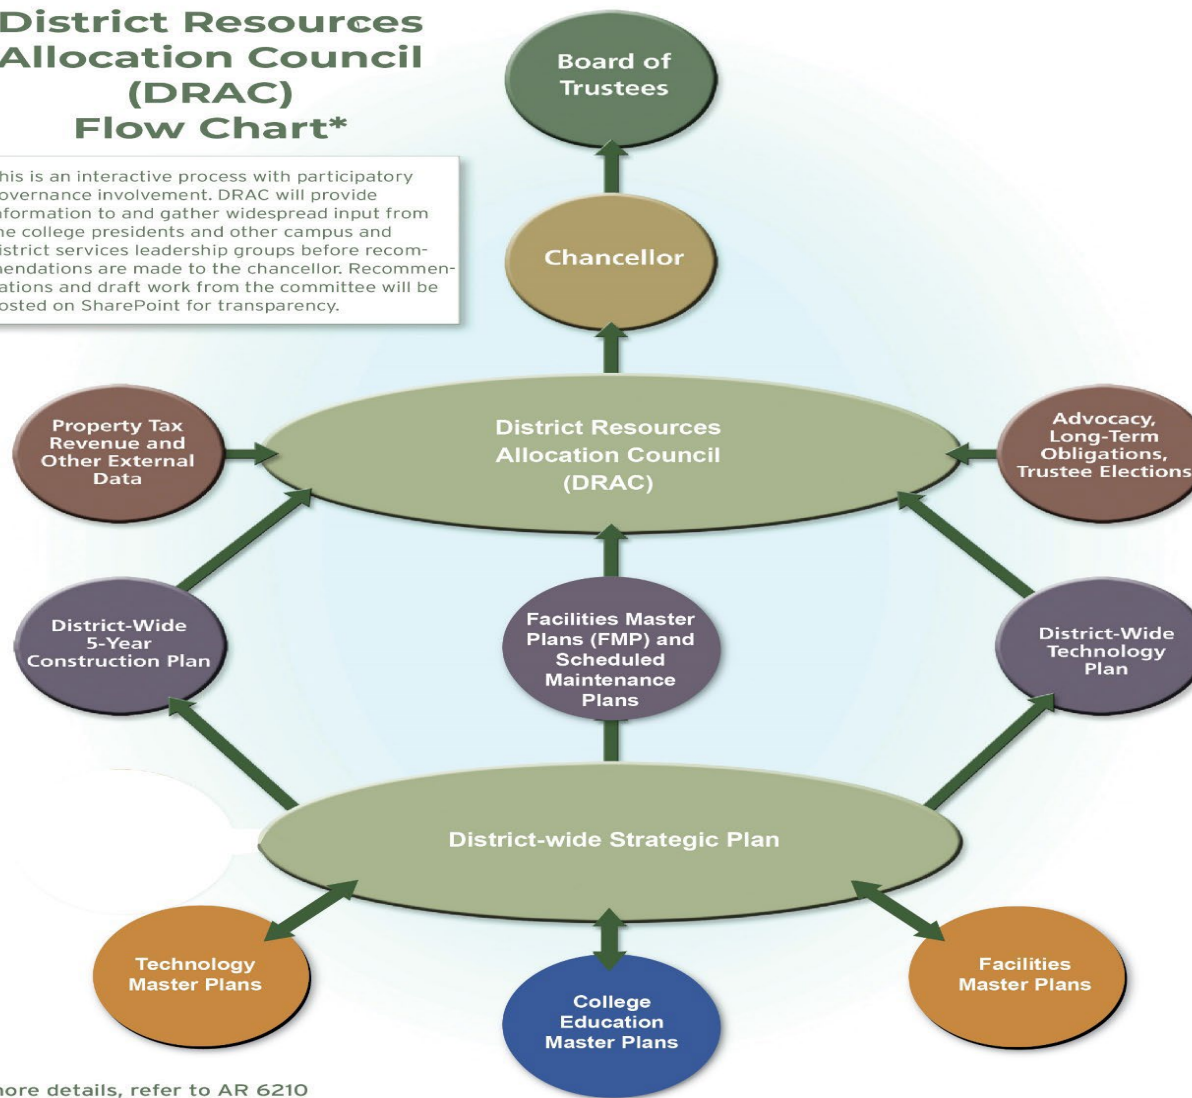 District Resources
Allocation Council
(DRAC)
Flow Chart*
his is an interactive process with participatory
overnance involvement. DRAC will provide
nformation to and gather widespread input from
he college presidents and other campus and
istrict services leadership groups before recom-
mendations are made to the chancellor. Recommen-
ations and draft work from the committee will be
osted on SharePoint for transparency.
Board of
Trustees
Chancellor
Property Tax
Revenue and
Other External
Data
District Resources
Allocation Council
(DRAC)
Advocacy,
Long-Term
Obligations,
Trustee Elections
District-Wide
5-Year
Construction Plan
Facilities Master
Plans (FMP) and
Scheduled
Maintenance
Plans
District-Wide
Technology
Plan
District-wide Strategic Plan
Technology
Master Plans
College
Education
Master Plans
Facilities
Master Plans
more details, refer to AR 6210